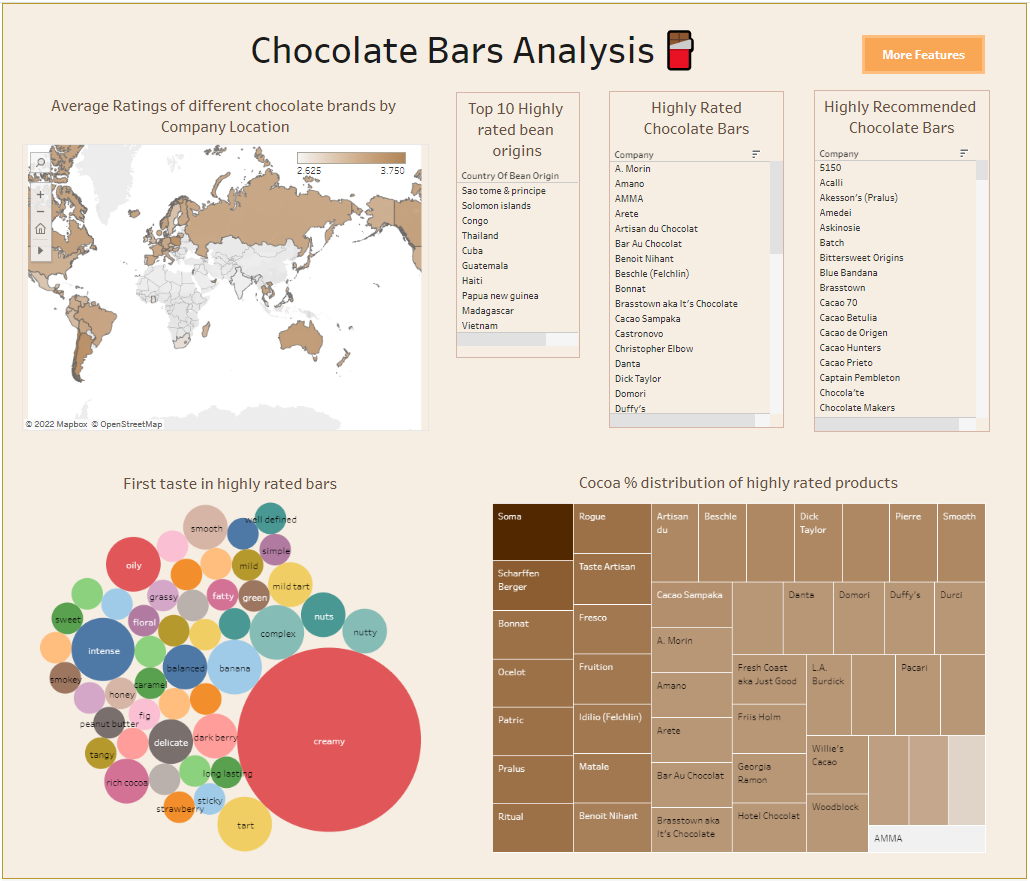 Chocolate Bars Analysis
More Features
Average Ratings of different chocolate brands by
Company Location
2.625
3.750
© 2022 Mapbox © OpenStreetMap
Top 10 Highly
rated bean
origins
Country Of Bean Origin
Sao tome & principe
Solomon islands
Congo
Thailand
Cuba
Guatemala
Haiti
Papua new guinea
Madagascar
Vietnam
Highly Rated
Chocolate Bars
Company
A. Morin
Amano
AMMA
Arete
Artisan du Chocolat
Bar Au Chocolat
Benoit Nihant
Beschle (Felchlin)
Bonnat
Brasstown aka It's Chocolate
Cacao Sampaka
Castronovo
Christopher Elbow
Danta
Dick Taylor
Domori
Duffy's
Highly Recommended
Chocolate Bars
Company
5150
Acalli
Akesson's (Pralus)
Amedei
Askinosie
Batch
Bittersweet Origins
Blue Bandana
Brasstown
Cacao 70
Cacao Betulia
Cacao de Origen
Cacao Hunters
Cacao Prieto
Captain Pembleton
Chocola'te
Chocolate Makers
First taste in highly rated bars
well defined
smooth
simple
oily
mild
mild tart
grassy
fatty
green
sweet
floral
nuts
complex
nutty
intense
balanced
banana
smokey
caramel
honey
fig
peanut butter
creamy
delicate
dark berry
tangy
long lasting
rich cocoa
sticky
strawberry
tart
Cocoa % distribution of highly rated products
Soma
Scharffen
Berger
Bonnat
Ocelot
Patric
Pralus
Ritual
Rogue
Taste Artisan
Fresco
Fruition
Idilio (Felchlin)
Matale
Benoit Nihant
Artisan
du
Beschle
Dick
Taylor
Pierre
Smooth
Cacao Sampaka
A. Morin
Amano
Arete
Bar Au Chocolat
Brasstown aka
It's Chocolate
Danta
Domori
Duffy's
Durci
Fresh Coast
aka Just Good
Friis Holm
Georgia
Ramon
Hotel Chocolat
L.A.
Burdick
Pacari
Willie's
Cacao
Woodblock
AMMA